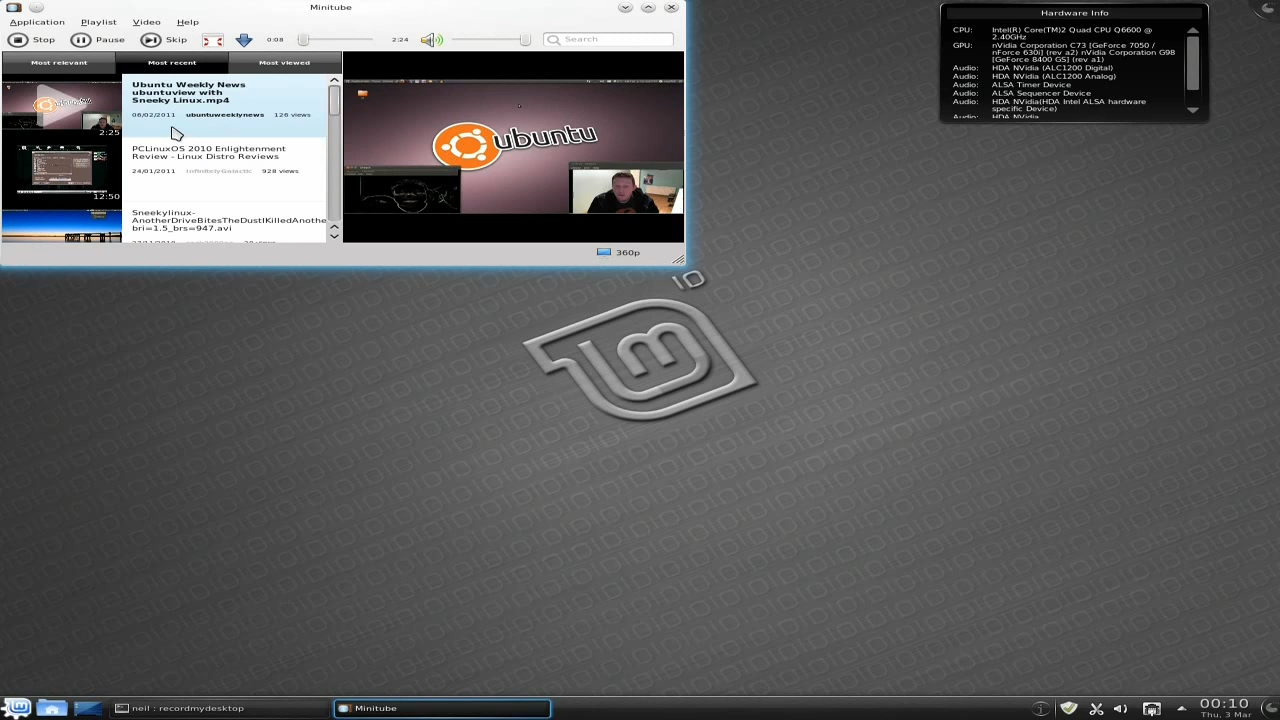 Minitube
Application Playlist Video Help
Stop Pause Skip 0:08 2:24 Search
Most relevant Most recent Most viewed
Ubuntu Weekly News
ubuntuview with
Sneeky Linux.mp4
06/02/2011 ubuntuweeklynews 126 views
2:25
PCLinuxOS 2010 Enlightenment
Review - Linux Distro Reviews
24/01/2011 InfinitelyGalactic 928 views
12:50
Sneekylinux-
AnotherDriveBitesTheDustIKilledAnothe
bri=1.5_brs=947.avi
ubuntu
360p
Hardware Info
CPU: Intel(R) Core(TM)2 Quad CPU Q6600 @
2.40GHz
GPU: nVidia Corporation C73 [GeForce 7050 /
nForce 630i] (rev a2) nVidia Corporation G98
[GeForce 8400 GS] (rev a1)
Audio: HDA NVidia (ALC1200 Digital)
Audio: HDA NVidia (ALC1200 Analog)
Audio: ALSA Timer Device
Audio: ALSA Sequencer Device
Audio: HDA NVidia(HDA Intel ALSA hardware
specific Device)
Audio: HDA NVidia
10
neil : recordmydesktop
Minitube
00:10
Thu, 3 Mar